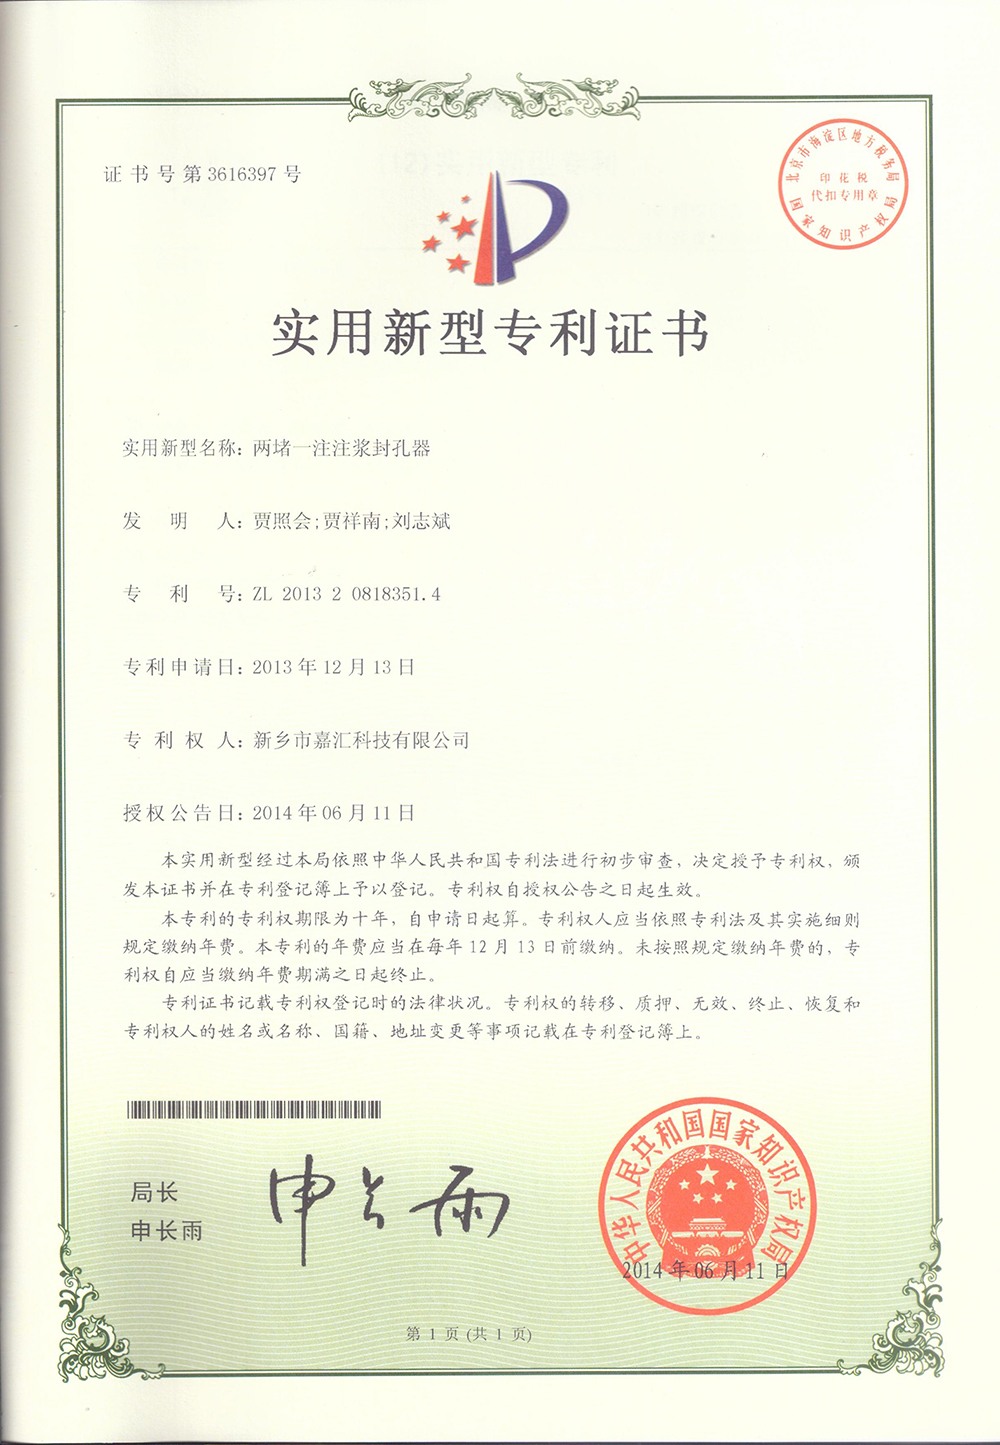 证书号第3616397号
北京市海淀区地方税务局
印花税
代扣专用章
国家知识产权局
实用新型专利证书
实用新型名称：两堵一注注浆封孔器
发明人：贾照会;贾祥南;刘志斌
专利号：ZL 2013 2 0818351.4
专利申请日：2013年12月13日
专利权人：新乡市嘉汇科技有限公司
授权公告日：2014年06月11日
本实用新型经过本局依照中华人民共和国专利法进行初步审查，决定授予专利权，颁
发本证书并在专利登记簿上予以登记。专利权自授权公告之日起生效。
本专利的专利权期限为十年，自申请日起算。专利权人应当依照专利法及其实施细则
规定缴纳年费。本专利的年费应当在每年12月13日前缴纳。未按照规定缴纳年费的，专
利权自应当缴纳年费期满之日起终止。
专利证书记载专利权登记时的法律状况。专利权的转移、质押、无效、终止、恢复和
专利权人的姓名或名称、国籍、地址变更等事项记载在专利登记簿上。
局长
申长雨
申长雨
中华人民共和国国家知识产权局
2014年06月11日
第1页(共1页)